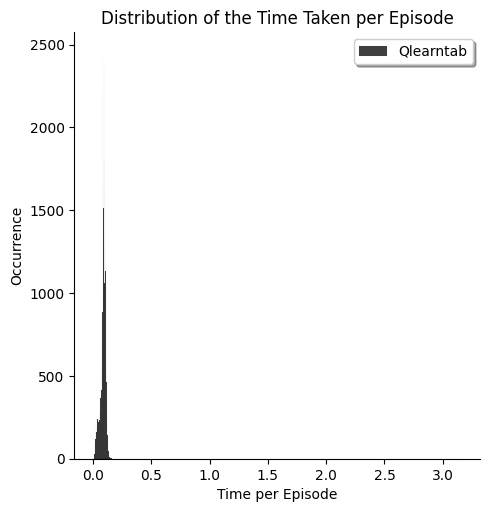 Distribution of the Time Taken per Episode
Qlearntab
2500
2000
1500
1000
500
0
Occurrence
0.0 0.5 1.0 1.5 2.0 2.5 3.0
Time per Episode